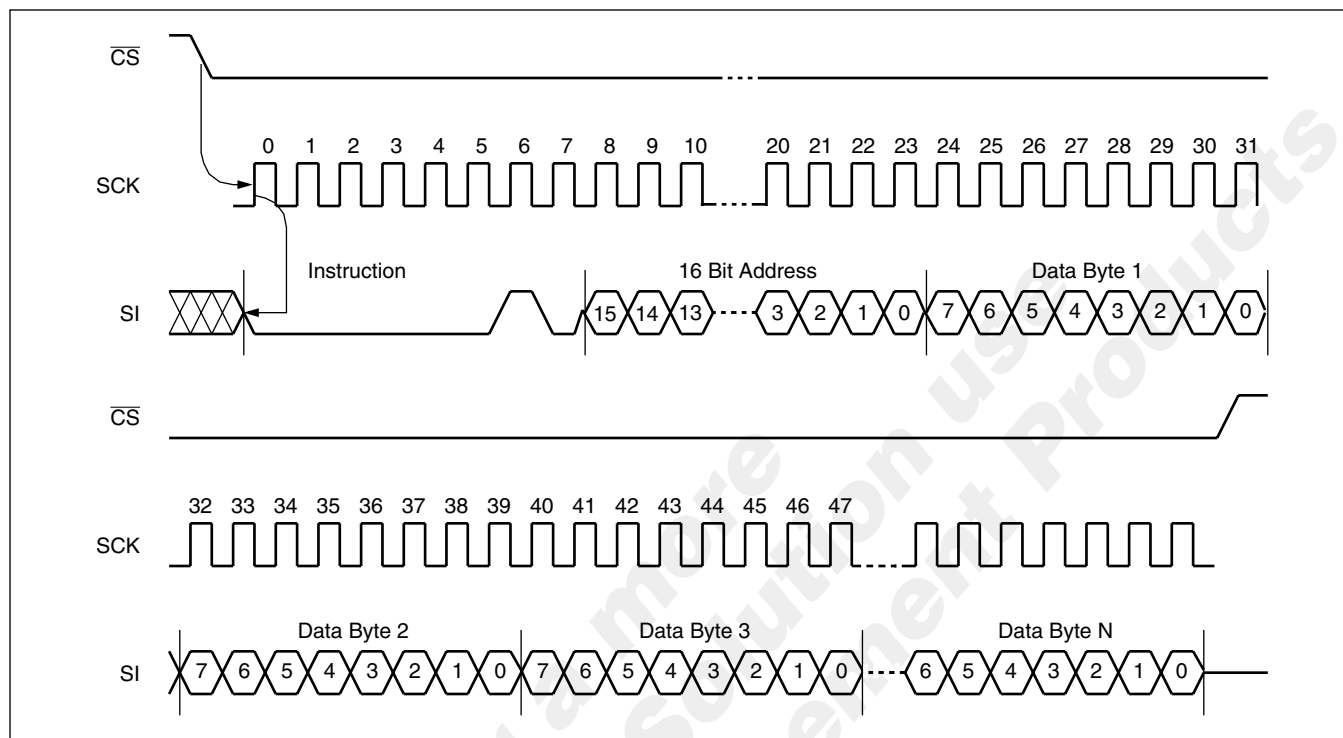 CS
0 1 2 3 4 5 6 7 8 9 10 20 21 22 23 24 25 26 27 28 29 30 31
SCK
Instruction 16 Bit Address Data Byte 1
SI 15 14 13 3 2 1 0 7 6 5 4 3 2 1 0
CS
32 33 34 35 36 37 38 39 40 41 42 43 44 45 46 47
SCK
Data Byte 2 Data Byte 3 Data Byte N
SI 7 6 5 4 3 2 1 0 7 6 5 4 3 2 1 0 6 5 4 3 2 1 0
a more
Solution use
ement Products